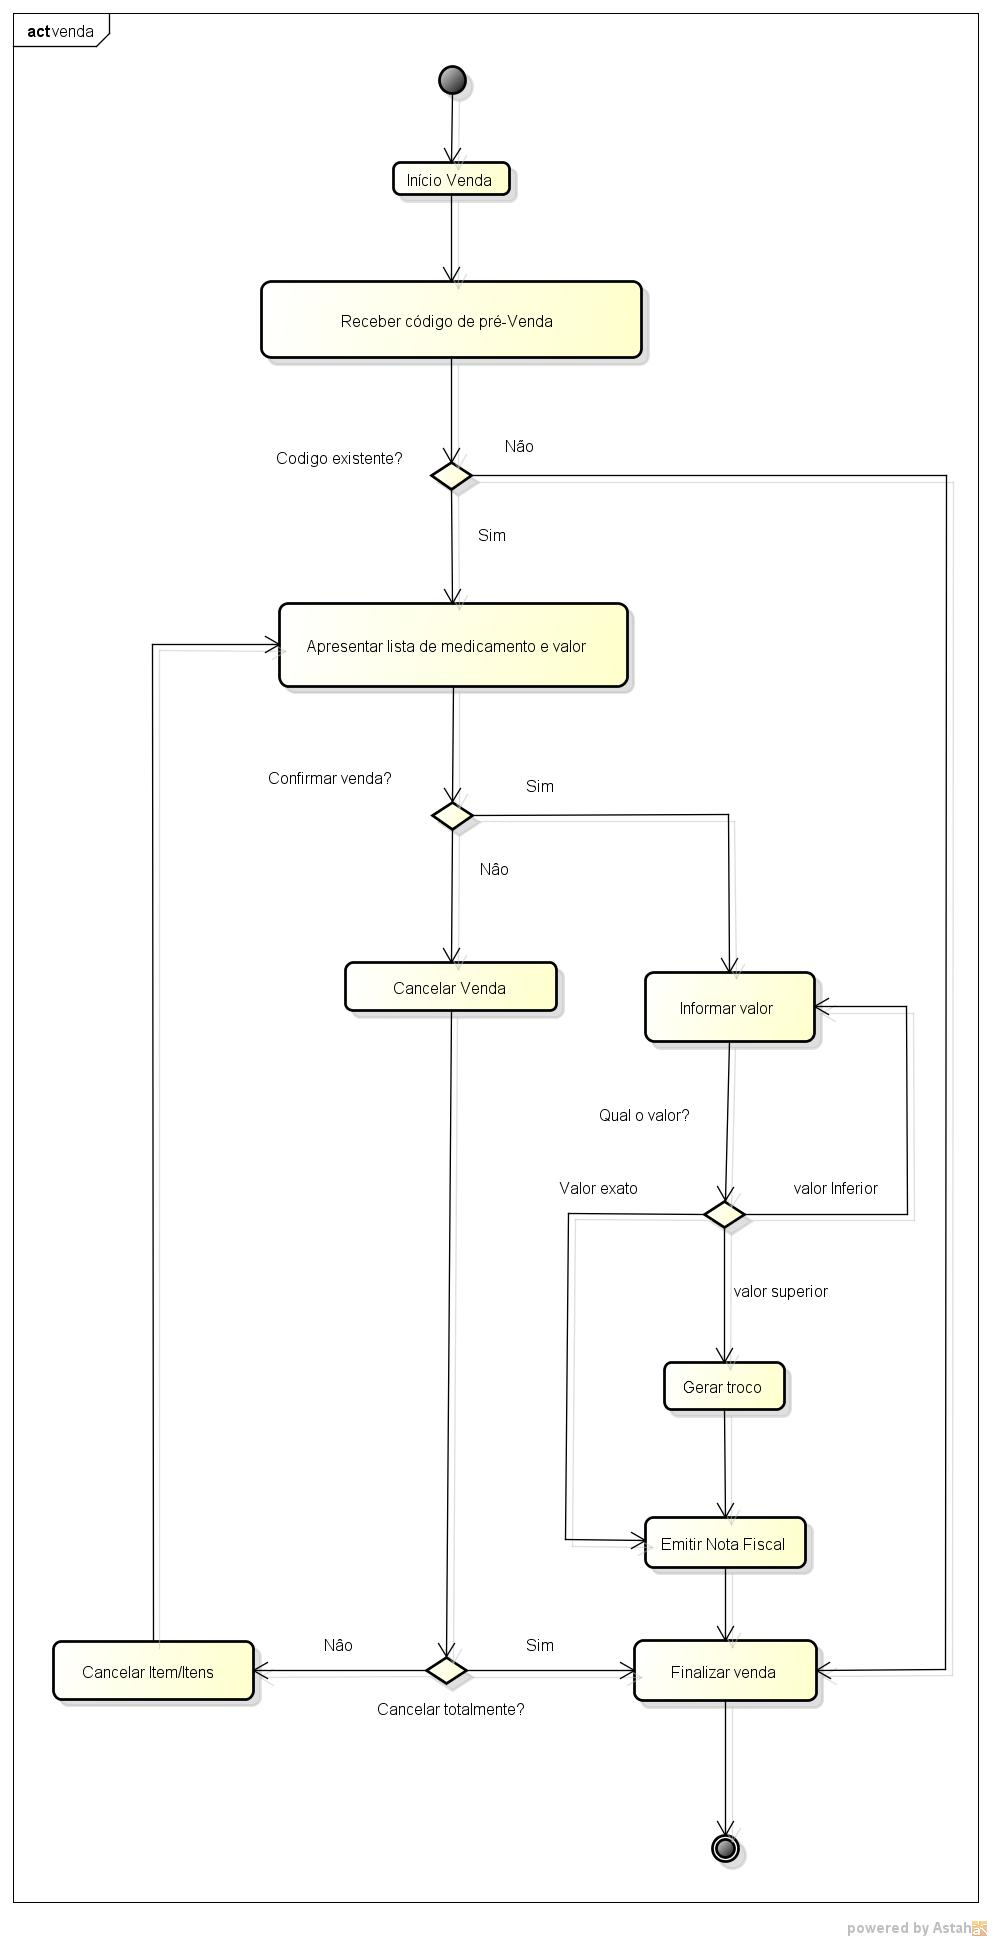 act venda
Início Venda
Receber código de pré-Venda
Não
Codigo existente?
Sim
Apresentar lista de medicamento e valor
Confirmar venda?
Sim
Não
Cancelar Venda
Informar valor
Qual o valor?
Valor exato
valor Inferior
valor superior
Gerar troco
Emitir Nota Fiscal
Não
Sim
Cancelar Item/Itens
Finalizar venda
Cancelar totalmente?
powered by Astah